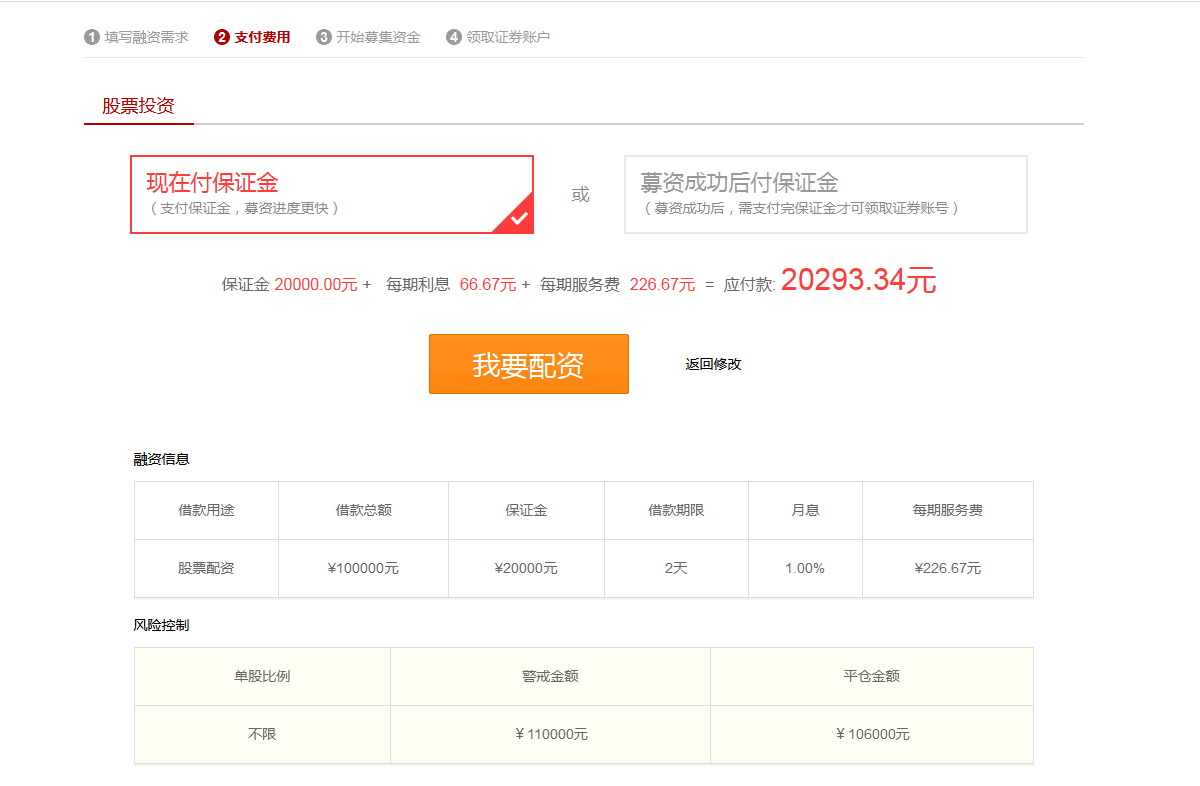 1 填写融资需求 2 支付费用 3 开始募集资金 4 领取证券账户
股票投资
现在付保证金
（支付保证金，募资进度更快）
或
募资成功后付保证金
（募资成功后，需支付完保证金才可领取证券账号）
保证金 20000.00元 + 每期利息 66.67元 + 每期服务费 226.67元 = 应付款: 20293.34元
我要配资 返回修改
融资信息
借款用途 借款总额 保证金 借款期限 月息 每期服务费
股票配资 ¥100000元 ¥20000元 2天 1.00% ¥226.67元
风险控制
单股比例 警戒金额 平仓金额
不限 ¥ 110000元 ¥ 106000元